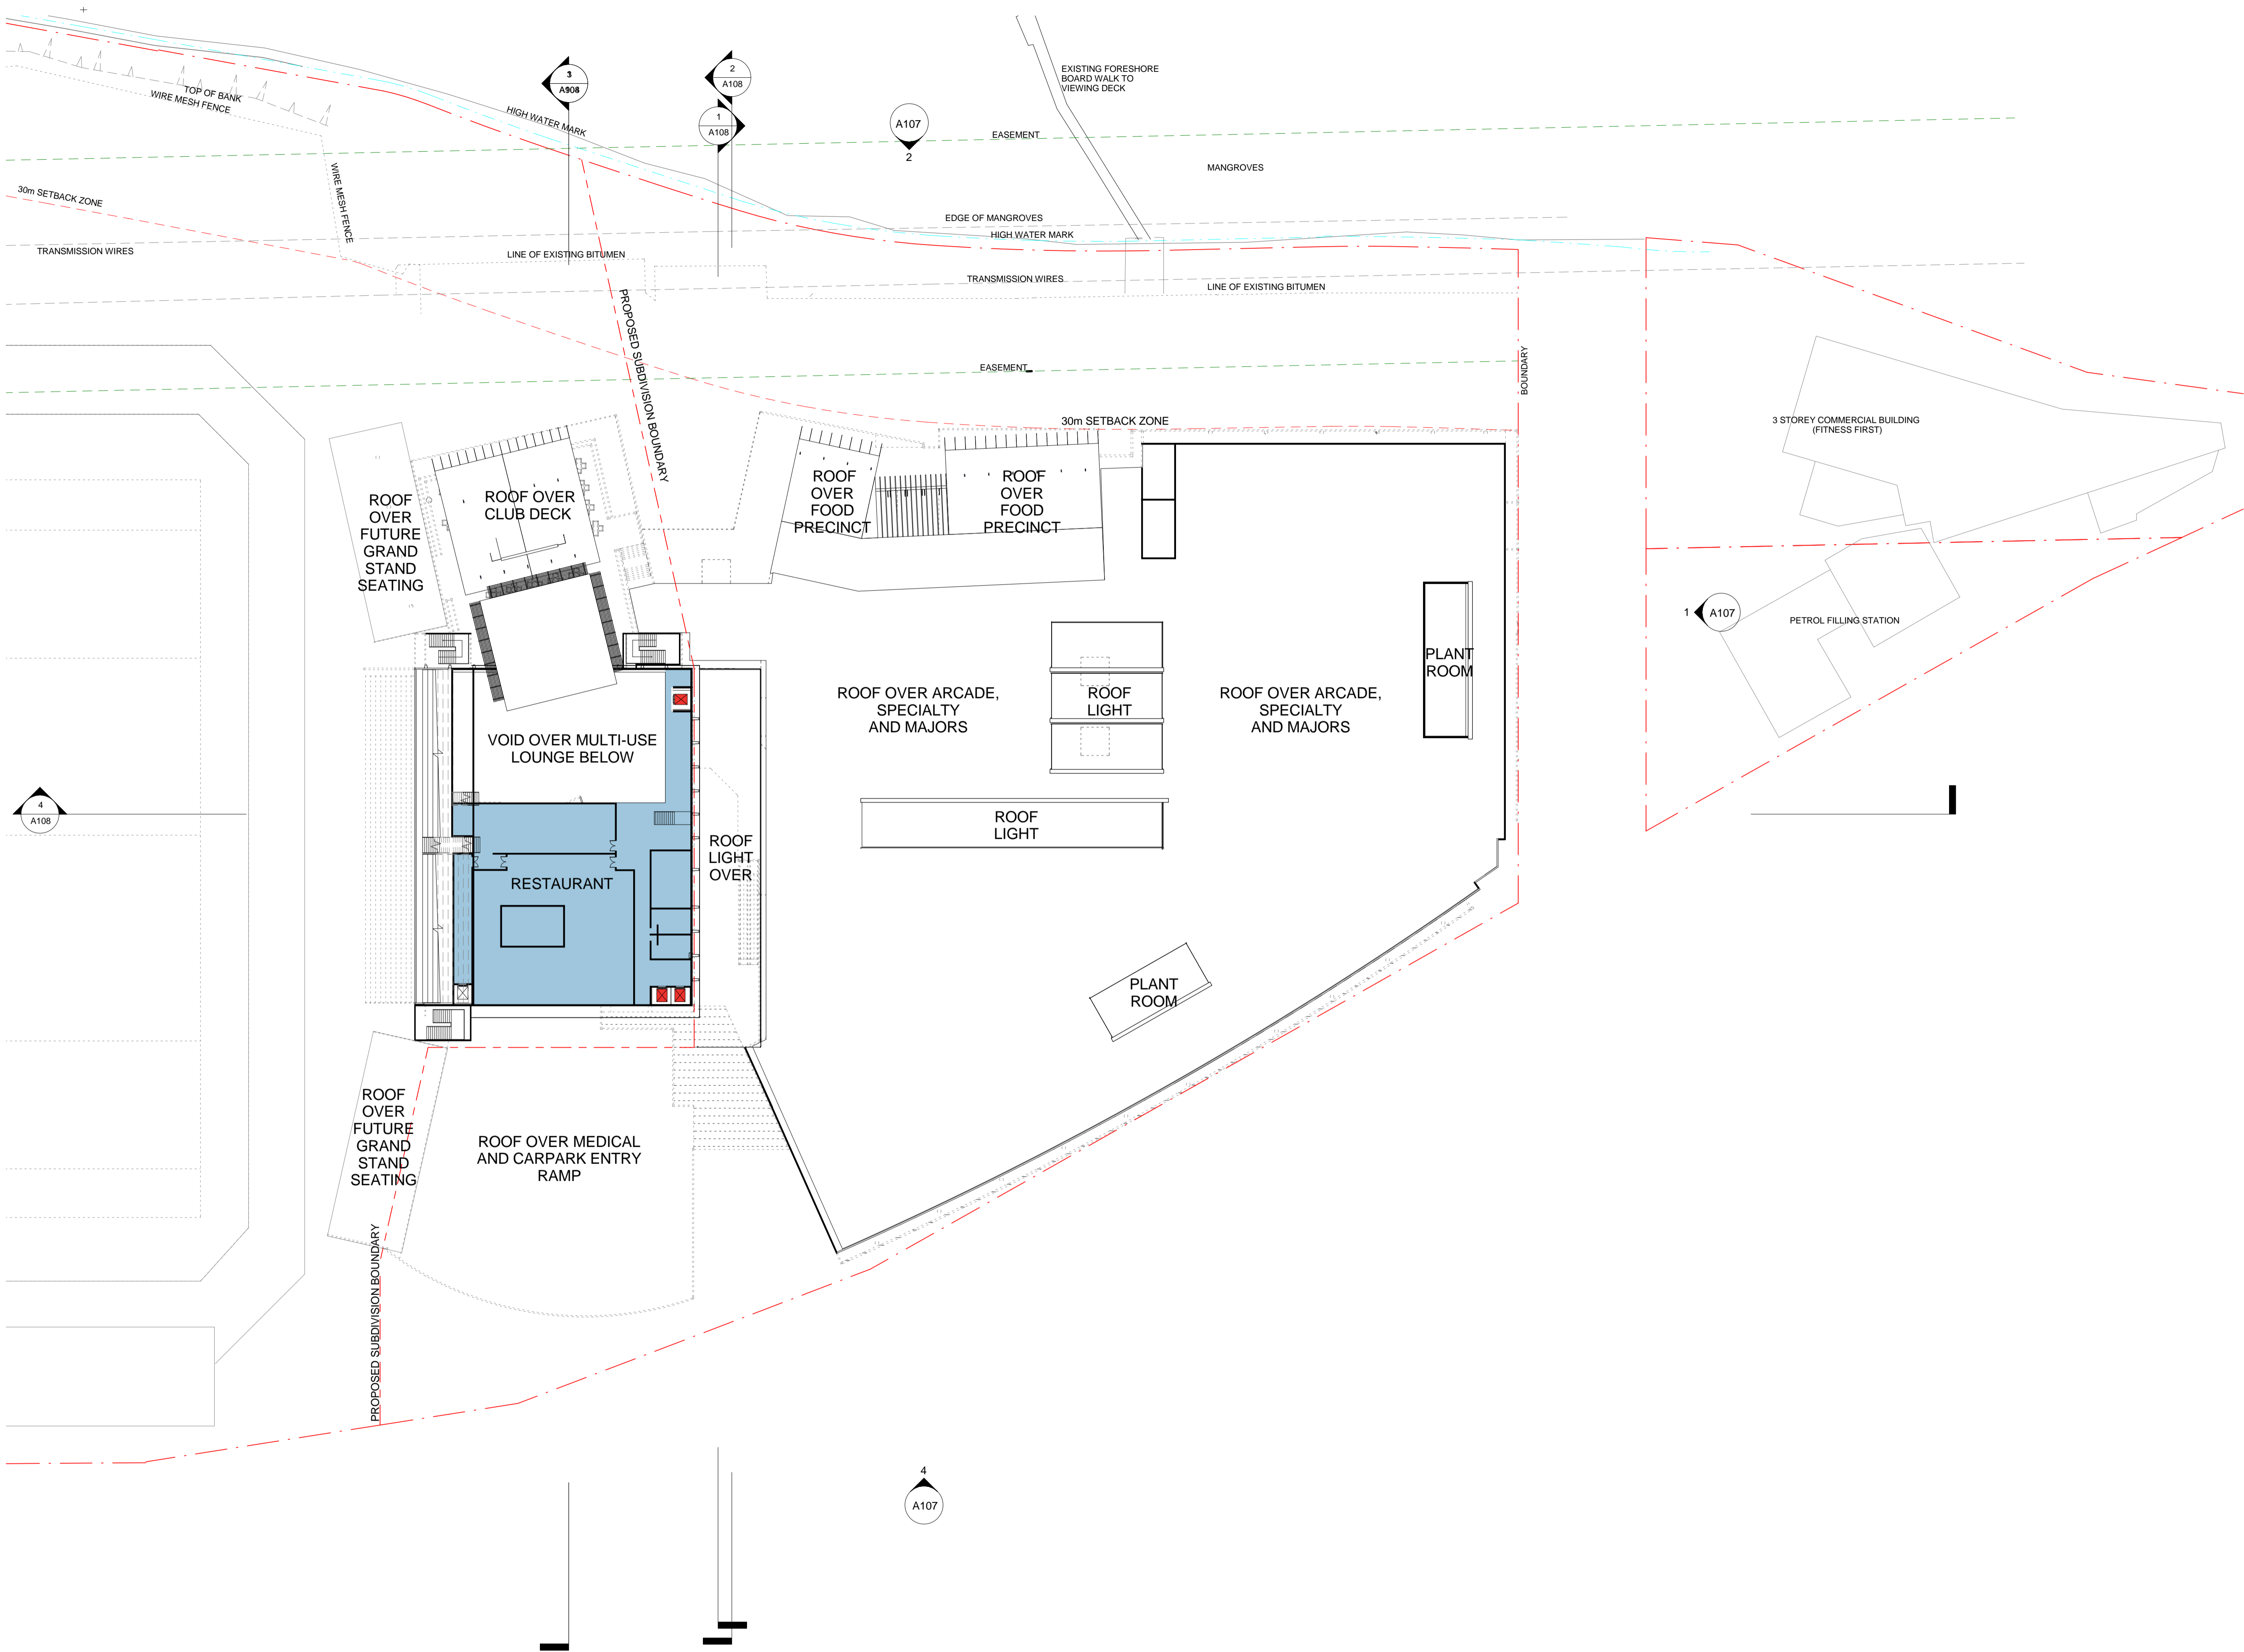 EXISTING FORESHORE
BOARD WALK TO
VIEWING DECK
TOP OF BANK
WIRE MESH FENCE
2
A108
1
A108
HIGH WATER MARK
A107
2
EASEMENT
MANGROVES
WIRE MESH FENCE
30m SETBACK ZONE
EDGE OF MANGROVES
HIGH WATER MARK
TRANSMISSION WIRES
LINE OF EXISTING BITUMEN
TRANSMISSION WIRES
LINE OF EXISTING BITUMEN
PROPOSED SUBDIVISION BOUNDARY
BOUNDARY
EASEMENT
30m SETBACK ZONE
3 STOREY COMMERCIAL BUILDING
(FITNESS FIRST)
ROOF
OVER
FUTURE
GRAND
STAND
SEATING
ROOF OVER
CLUB DECK
ROOF
OVER
FOOD
PRECINCT
ROOF
OVER
FOOD
PRECINCT
1
A107
PETROL FILLING STATION
PLANT
ROOM
ROOF OVER ARCADE,
SPECIALTY
AND MAJORS
ROOF
LIGHT
ROOF OVER ARCADE,
SPECIALTY
AND MAJORS
VOID OVER MULTI-USE
LOUNGE BELOW
4
A108
ROOF
LIGHT
ROOF
LIGHT
OVER
RESTAURANT
PLANT
ROOM
ROOF
OVER
FUTURE
GRAND
STAND
SEATING
ROOF OVER MEDICAL
AND CARPARK ENTRY
RAMP
PROPOSED SUBDIVISION BOUNDARY
4
A107